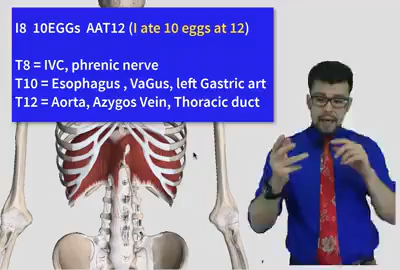 I8 10EGGs AAT12 (I ate 10 eggs at 12)
T8 = IVC, phrenic nerve
T10 = Esophagus , VaGus, left Gastric art
T12 = Aorta, Azygos Vein, Thoracic duct